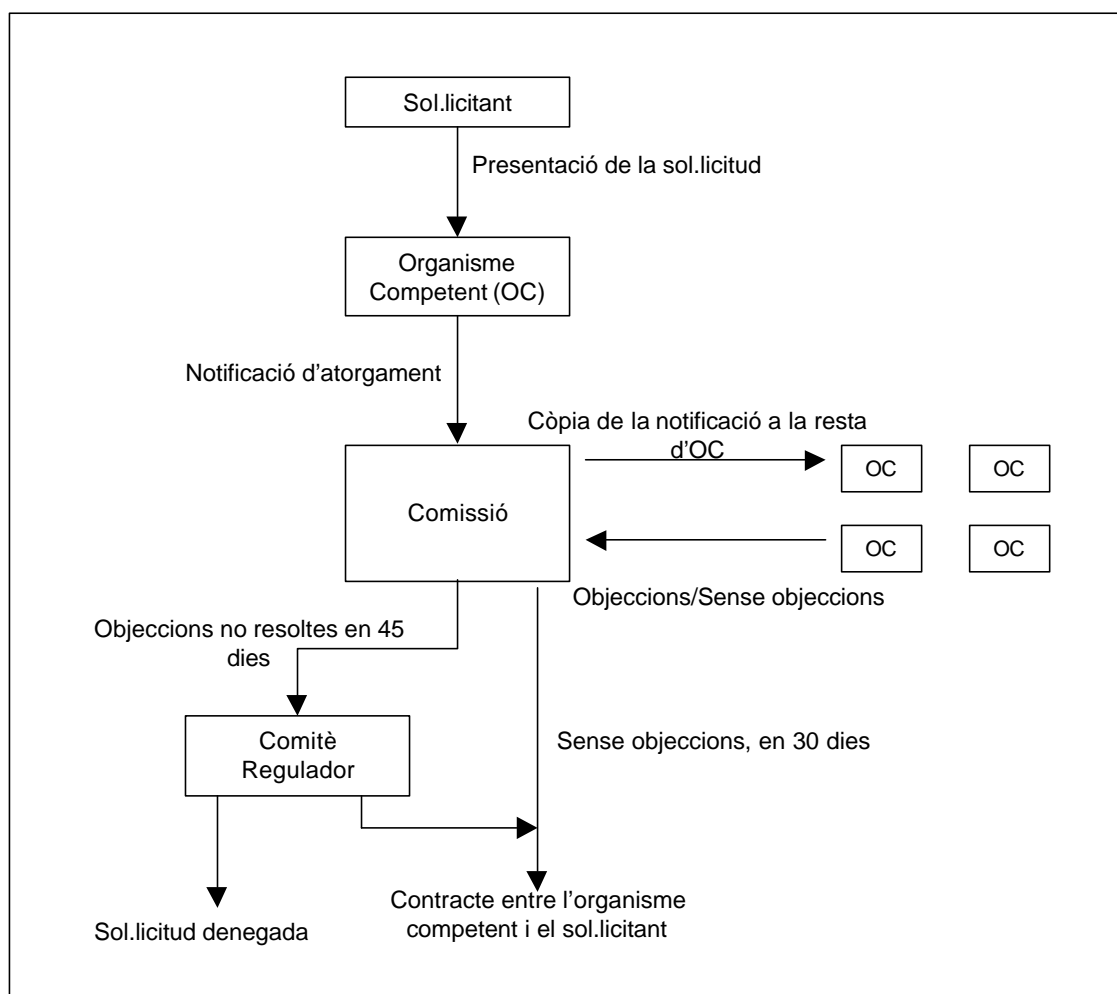 Sol.licitant
Presentació de la sol.licitud
Organisme
Competent (OC)
Notificació d'atorgament
Còpia de la notificació a la resta
d'OC
OC
OC
Comissió
OC
OC
Objeccions/Sense objeccions
Objeccions no resoltes en 45
dies
Comitè
Regulador
Sense objeccions, en 30 dies
Contracte entre l'organisme
competent i el sol.licitant
Sol.licitud denegada